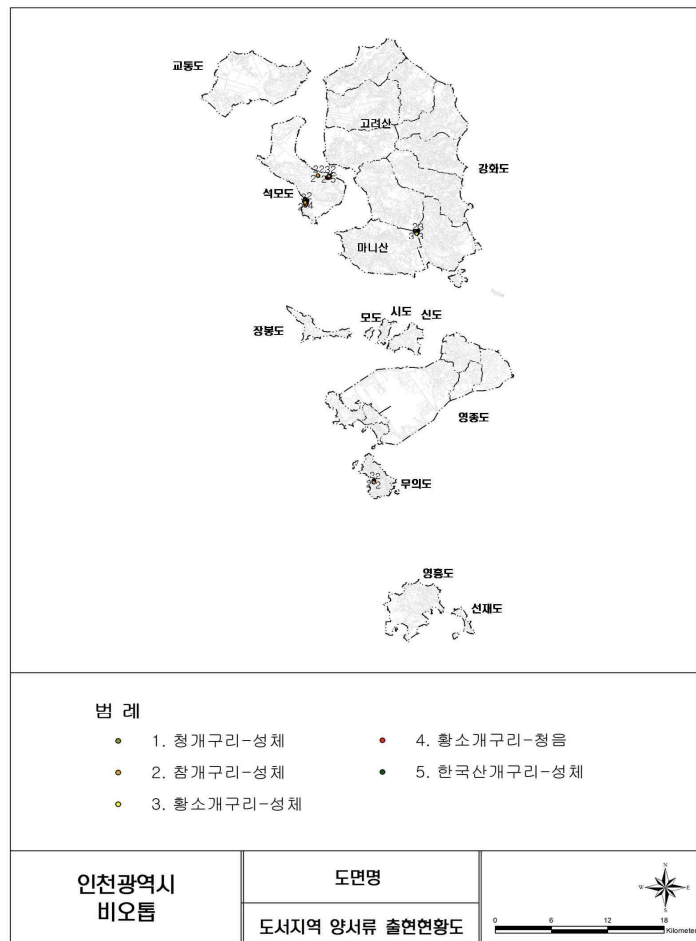 교동도
고려산
강화도
석모도
마니산
장봉도
모도
시도
신도
영종도
무의도
영흥도
선재도
범 례
1. 청개구리-성체
2. 참개구리-성체
3. 황소개구리-성체
4. 황소개구리-청음
5. 한국산개구리-성체
인천광역시
비오톱
도면명
도서지역 양서류 출현현황도
N
W
E
S
0 6 12 18
Kilometers